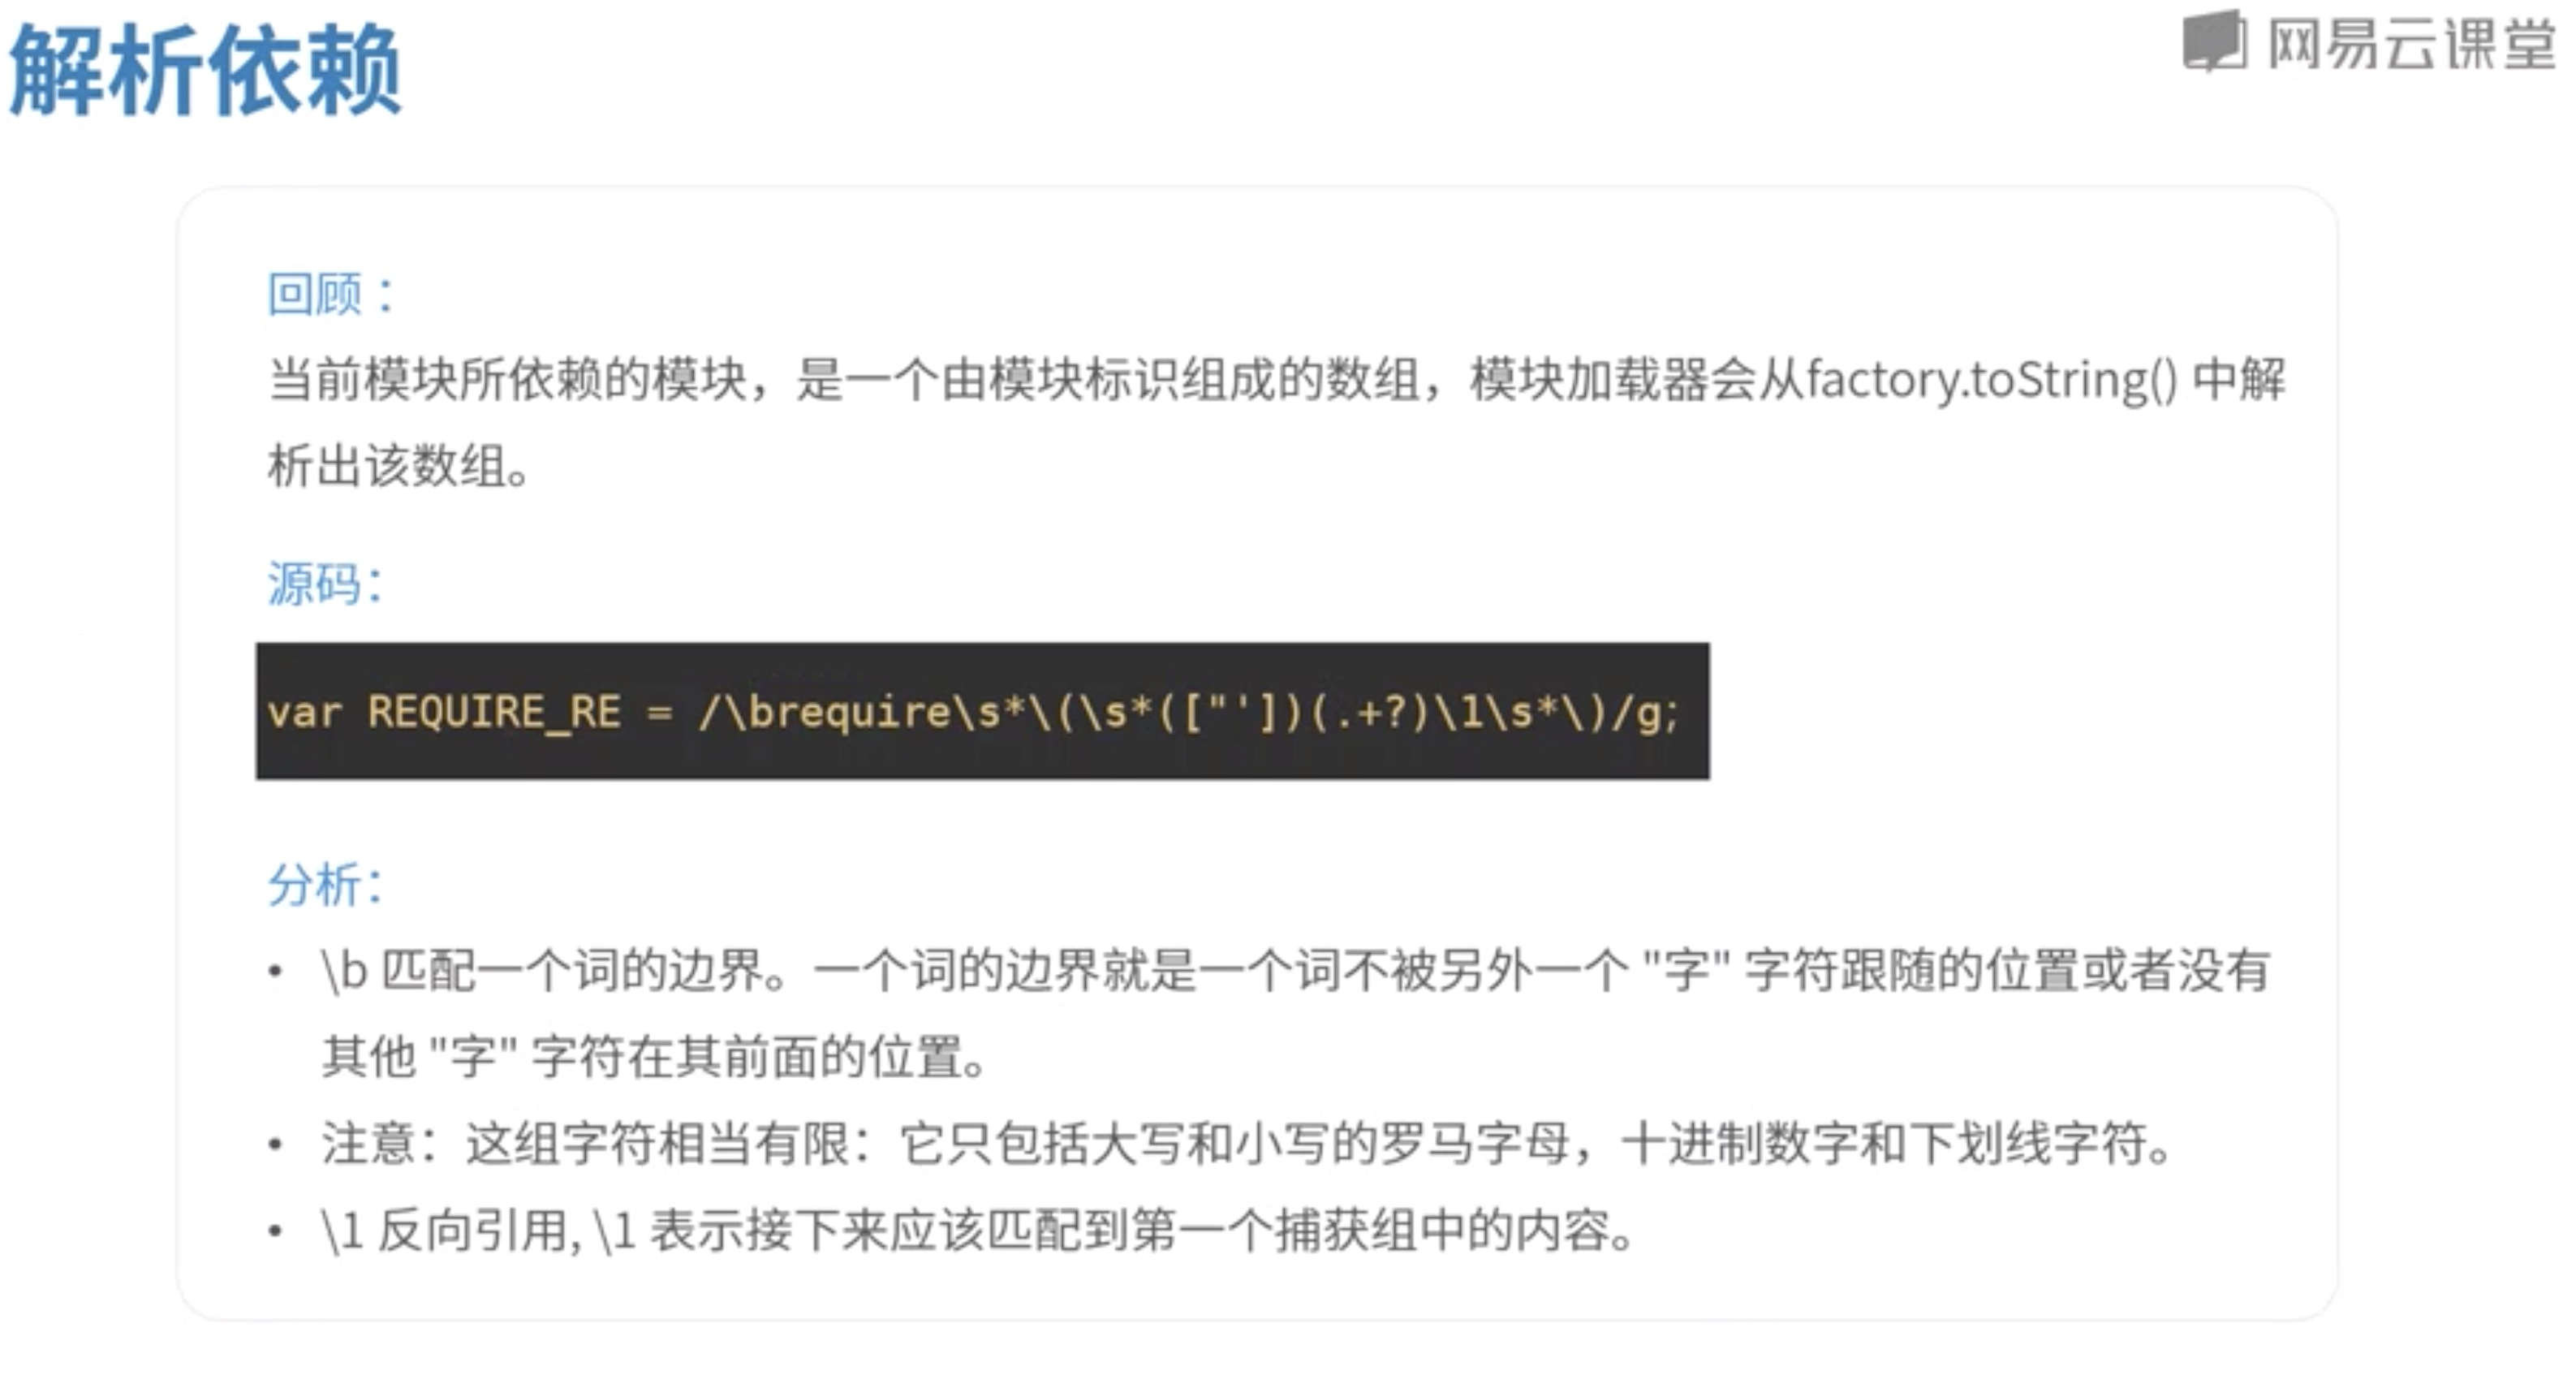 解析依赖
网易云课堂
回顾：
当前模块所依赖的模块，是一个由模块标识组成的数组，模块加载器会从factory.toString() 中解
析出该数组。
源码：
var REQUIRE_RE = /\brequire\s*\(\s*(["'])(.+?)\1\s*\)/g;
分析：
• \b 匹配一个词的边界。一个词的边界就是一个词不被另外一个 "字" 字符跟随的位置或者没有
其他 "字" 字符在其前面的位置。
• 注意：这组字符相当有限：它只包括大写和小写的罗马字母，十进制数字和下划线字符。
• \1 反向引用, \1 表示接下来应该匹配到第一个捕获组中的内容。